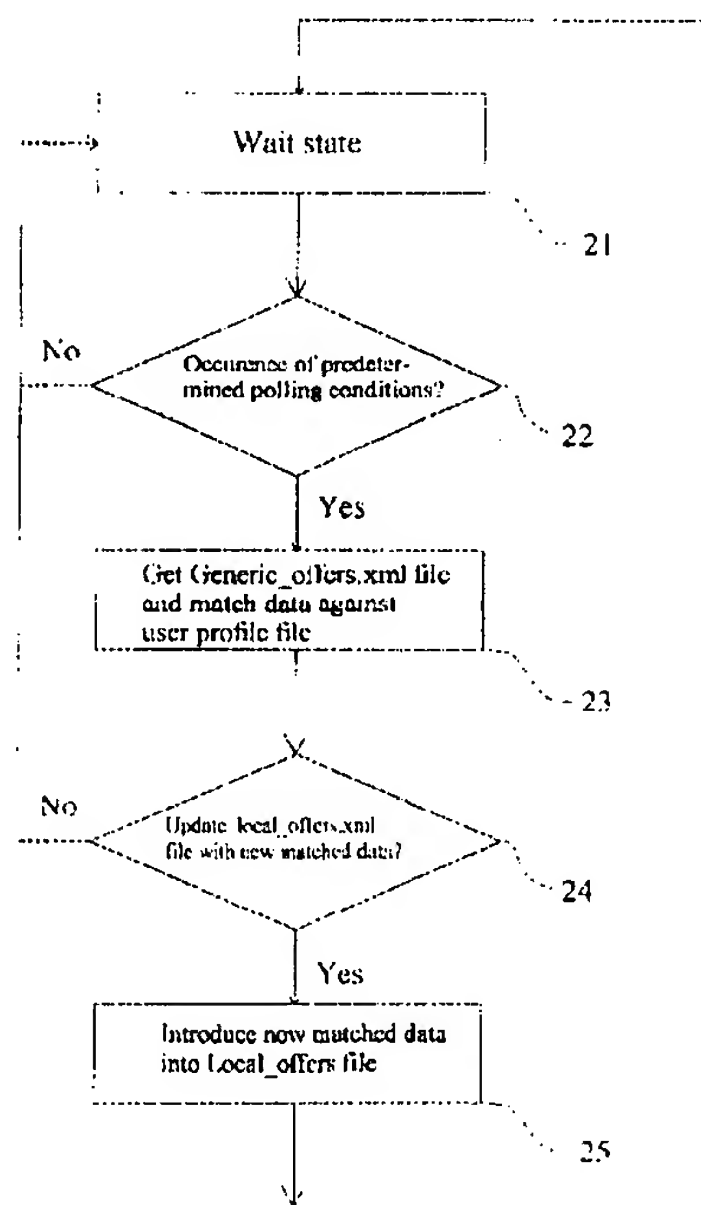 Wait state
21
No
Occurence of predeter-
mined polling conditions?
22
Yes
Get Generic_offers.xml file
and match data against
user profile file
23
No
Update local_offers.xml
file with new matched data?
24
Yes
Introduce now matched data
into Local_offers file
25